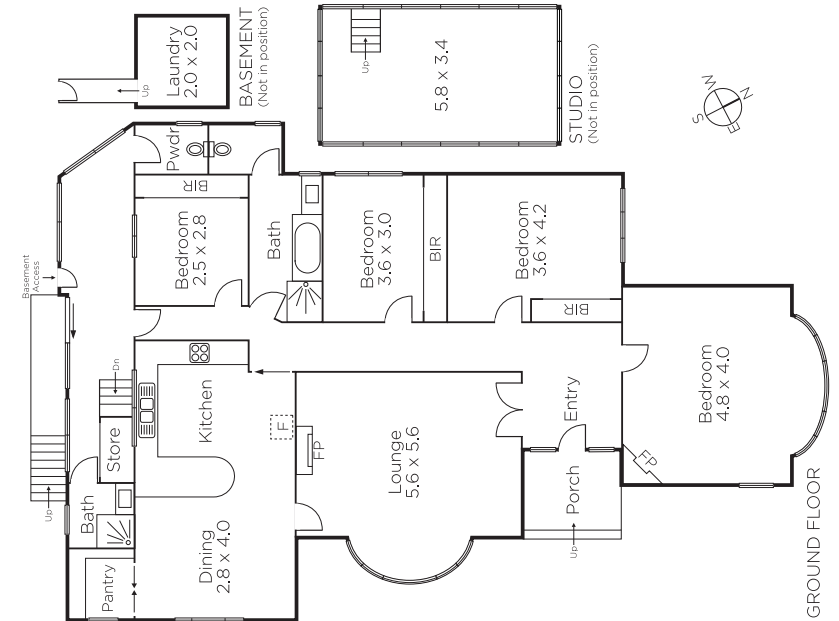 Laundry
2.0 x 2.0
Up
BASEMENT
(Not in position)
Up
5.8 x 3.4
STUDIO
(Not in position)
N
E
S
W
Pwdr
BIR
Bedroom
2.5 x 2.8
Bath
Bedroom
3.6 x 3.0
BIR
Bedroom
3.6 x 4.2
BIR
Basement
Access
Dn
Kitchen
F
FP
Store
Bath
Up
Pantry
Dining
2.8 x 4.0
Lounge
5.6 x 5.6
Entry
Porch
Up
Bedroom
4.8 x 4.0
FP
GROUND FLOOR